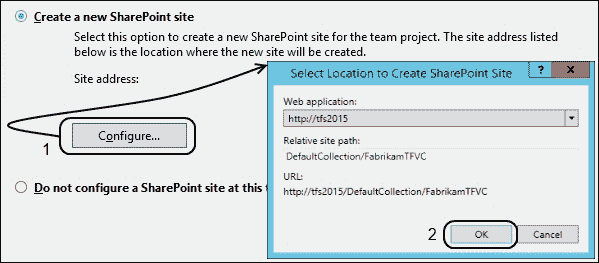 Create a new SharePoint site
Select this option to create a new SharePoint site for the team project. The site address listed
below is the location where the new site will be created.
Site address:
1
Configure...
Do not configure a SharePoint site at this t
Select Location to Create SharePoint Site
? x
Web application:
http://tfs2015
Relative site path:
DefaultCollection/FabrikamTFVC
URL:
http://tfs2015/DefaultCollection/FabrikamTFVC
2
OK
Cancel